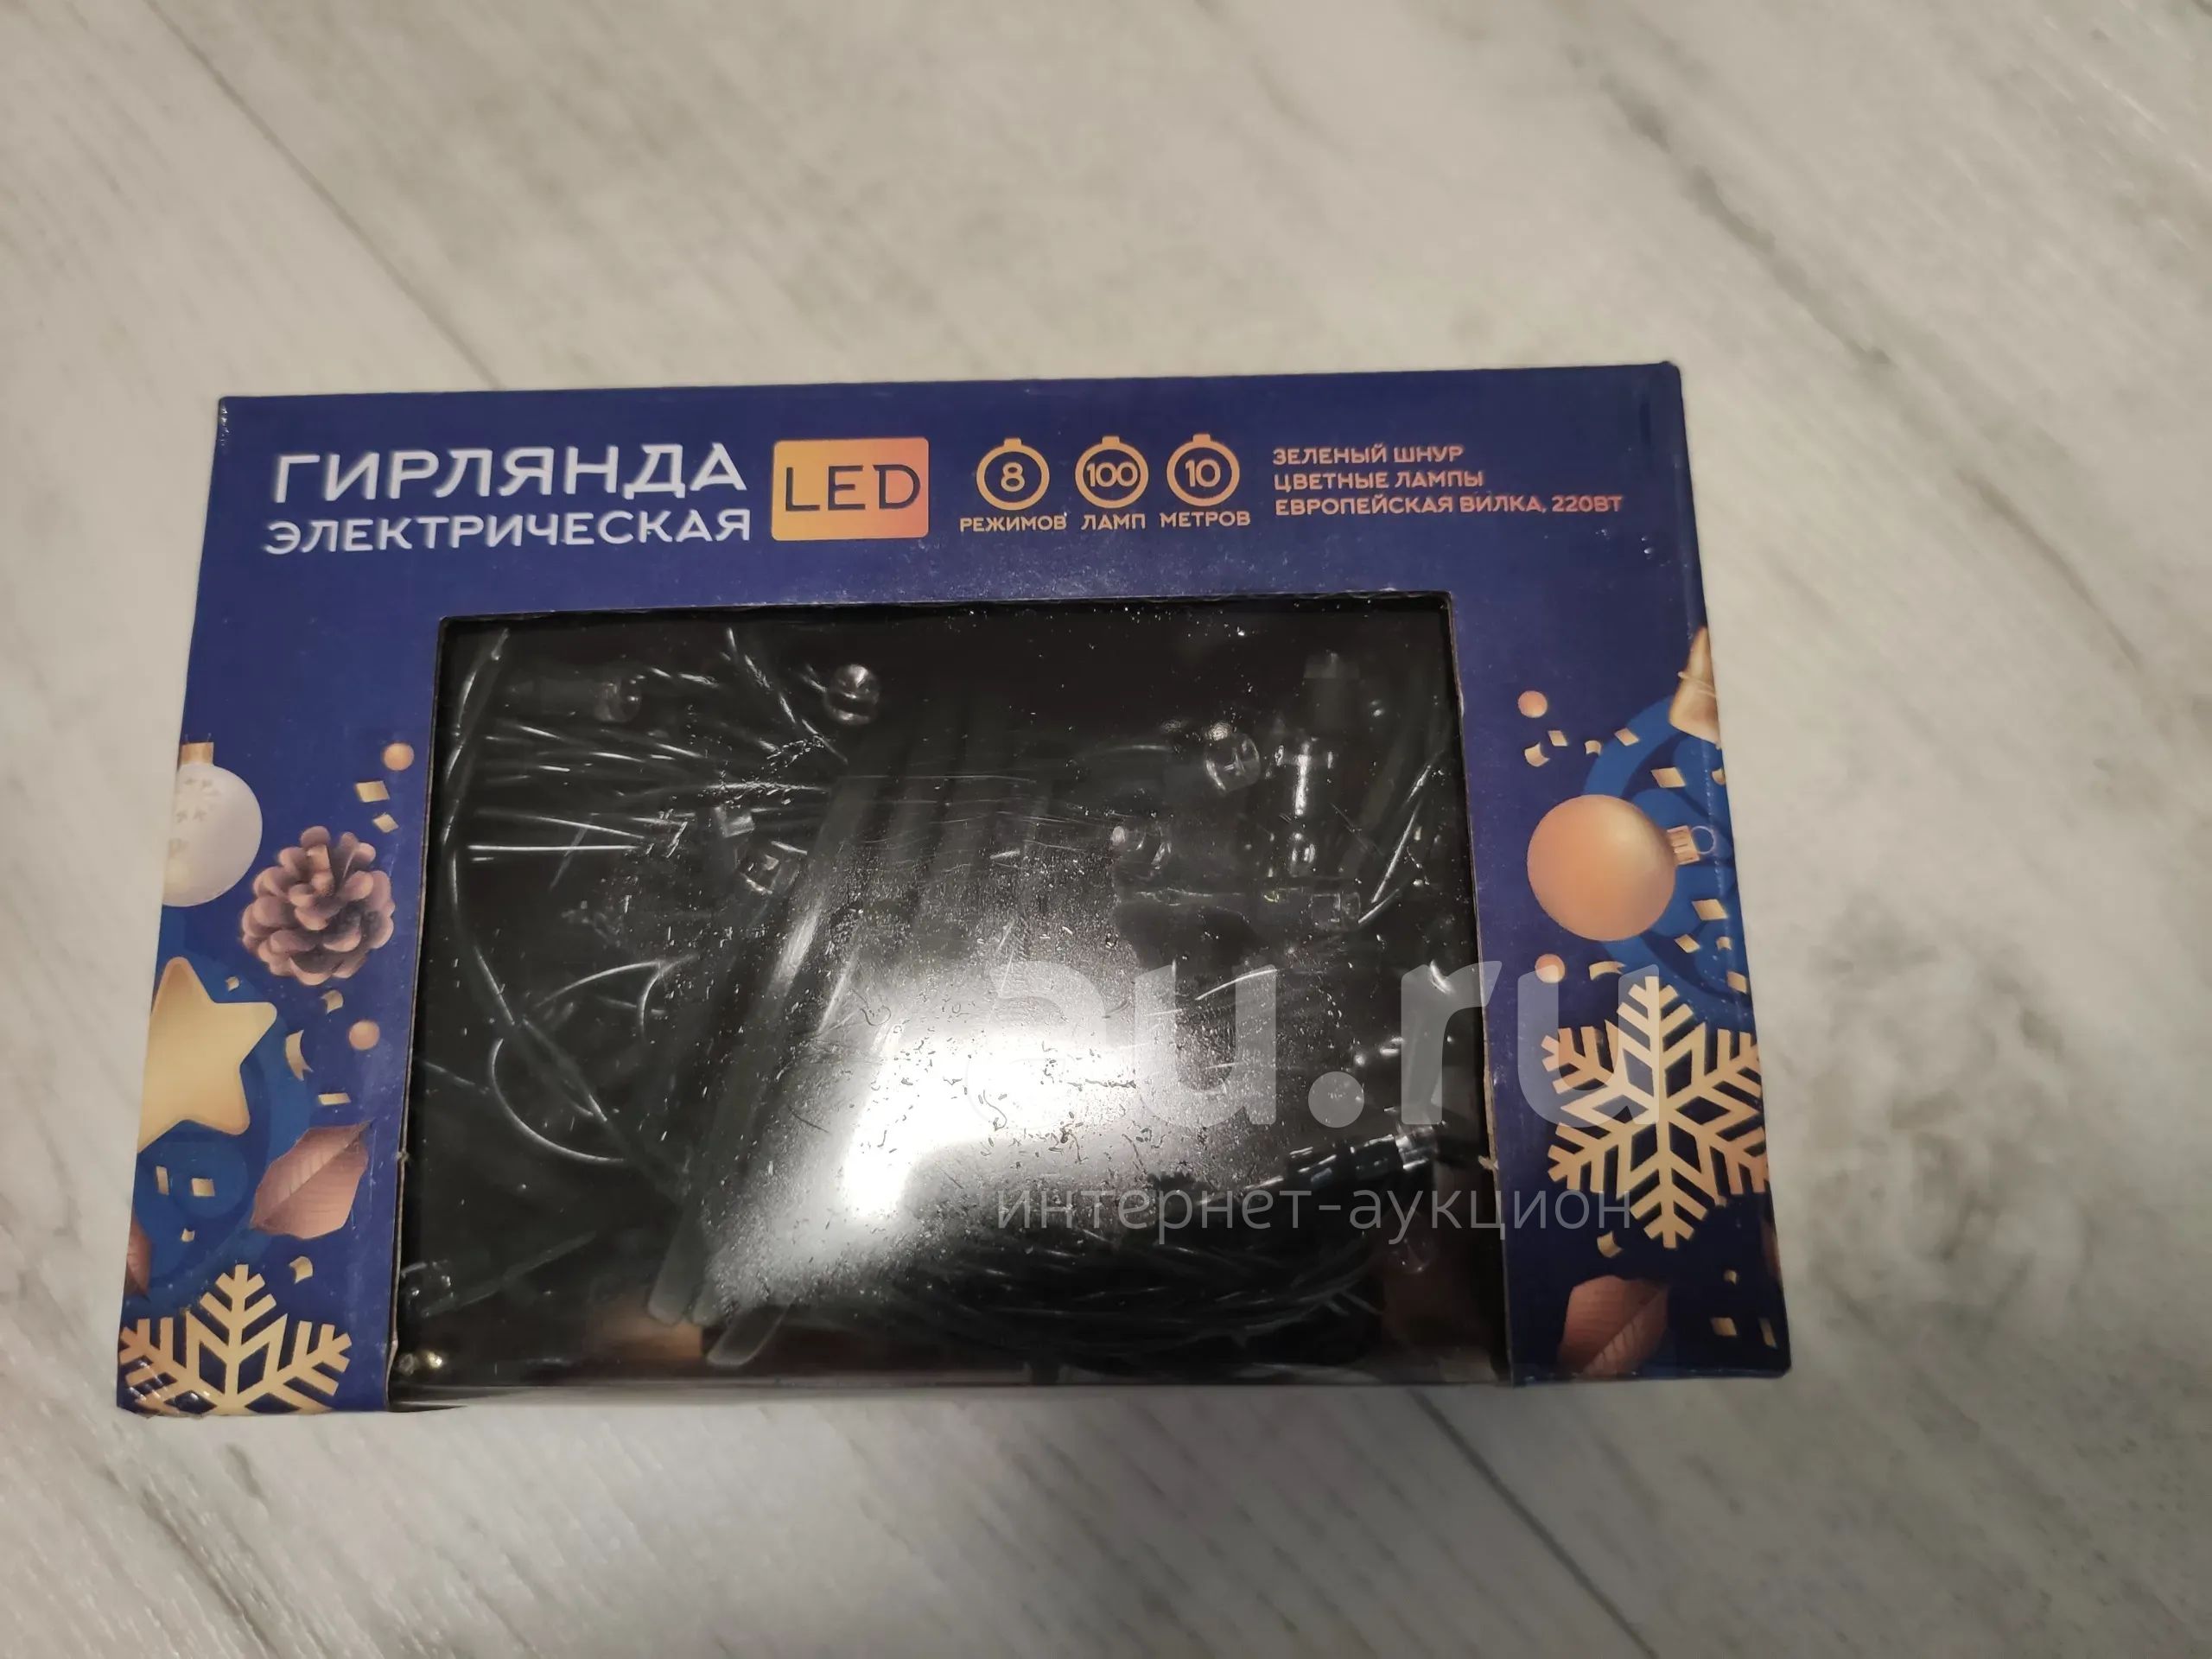 ГИРЛЯНДА
ЭЛЕКТРИЧЕСКАЯ
LED
8
РЕЖИМОВ
100
ЛАМП
10
МЕТРОВ
ЗЕЛЕНЫЙ ШНУР
ЦВЕТНЫЕ ЛАМПЫ
ЕВРОПЕЙСКАЯ ВИЛКА, 220ВТ
au.ru
интернет-аукцион